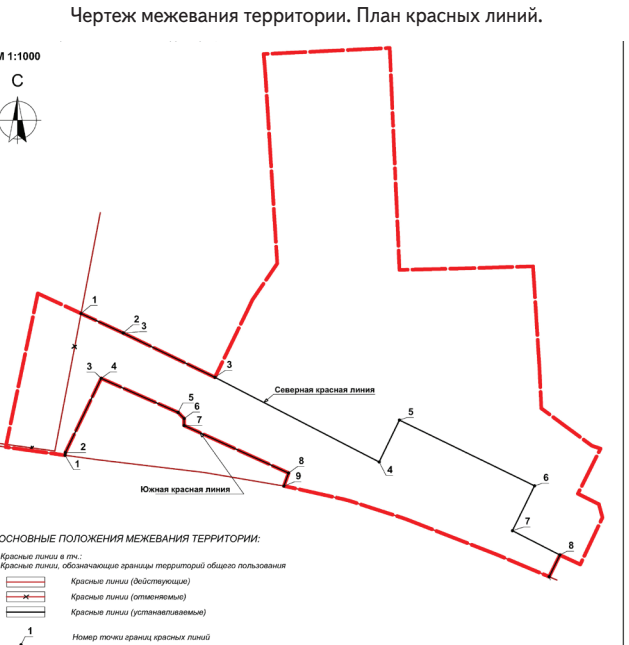 Чертеж межевания территории. План красных линий.
М 1:1000
С
1
2
3
3
Северная красная линия
3 4
5
5
6
7
4
6
8
2
9
1
Южная красная линия
7
8
ОСНОВНЫЕ ПОЛОЖЕНИЯ МЕЖЕВАНИЯ ТЕРРИТОРИИ:
Красные линии в тч.:
Красные линии, обозначающие границы территорий общего пользования
Красные линии (действующие)
Красные линии (отменяемые)
Красные линии (устанавливаемые)
1
Номер точки границ красных линий